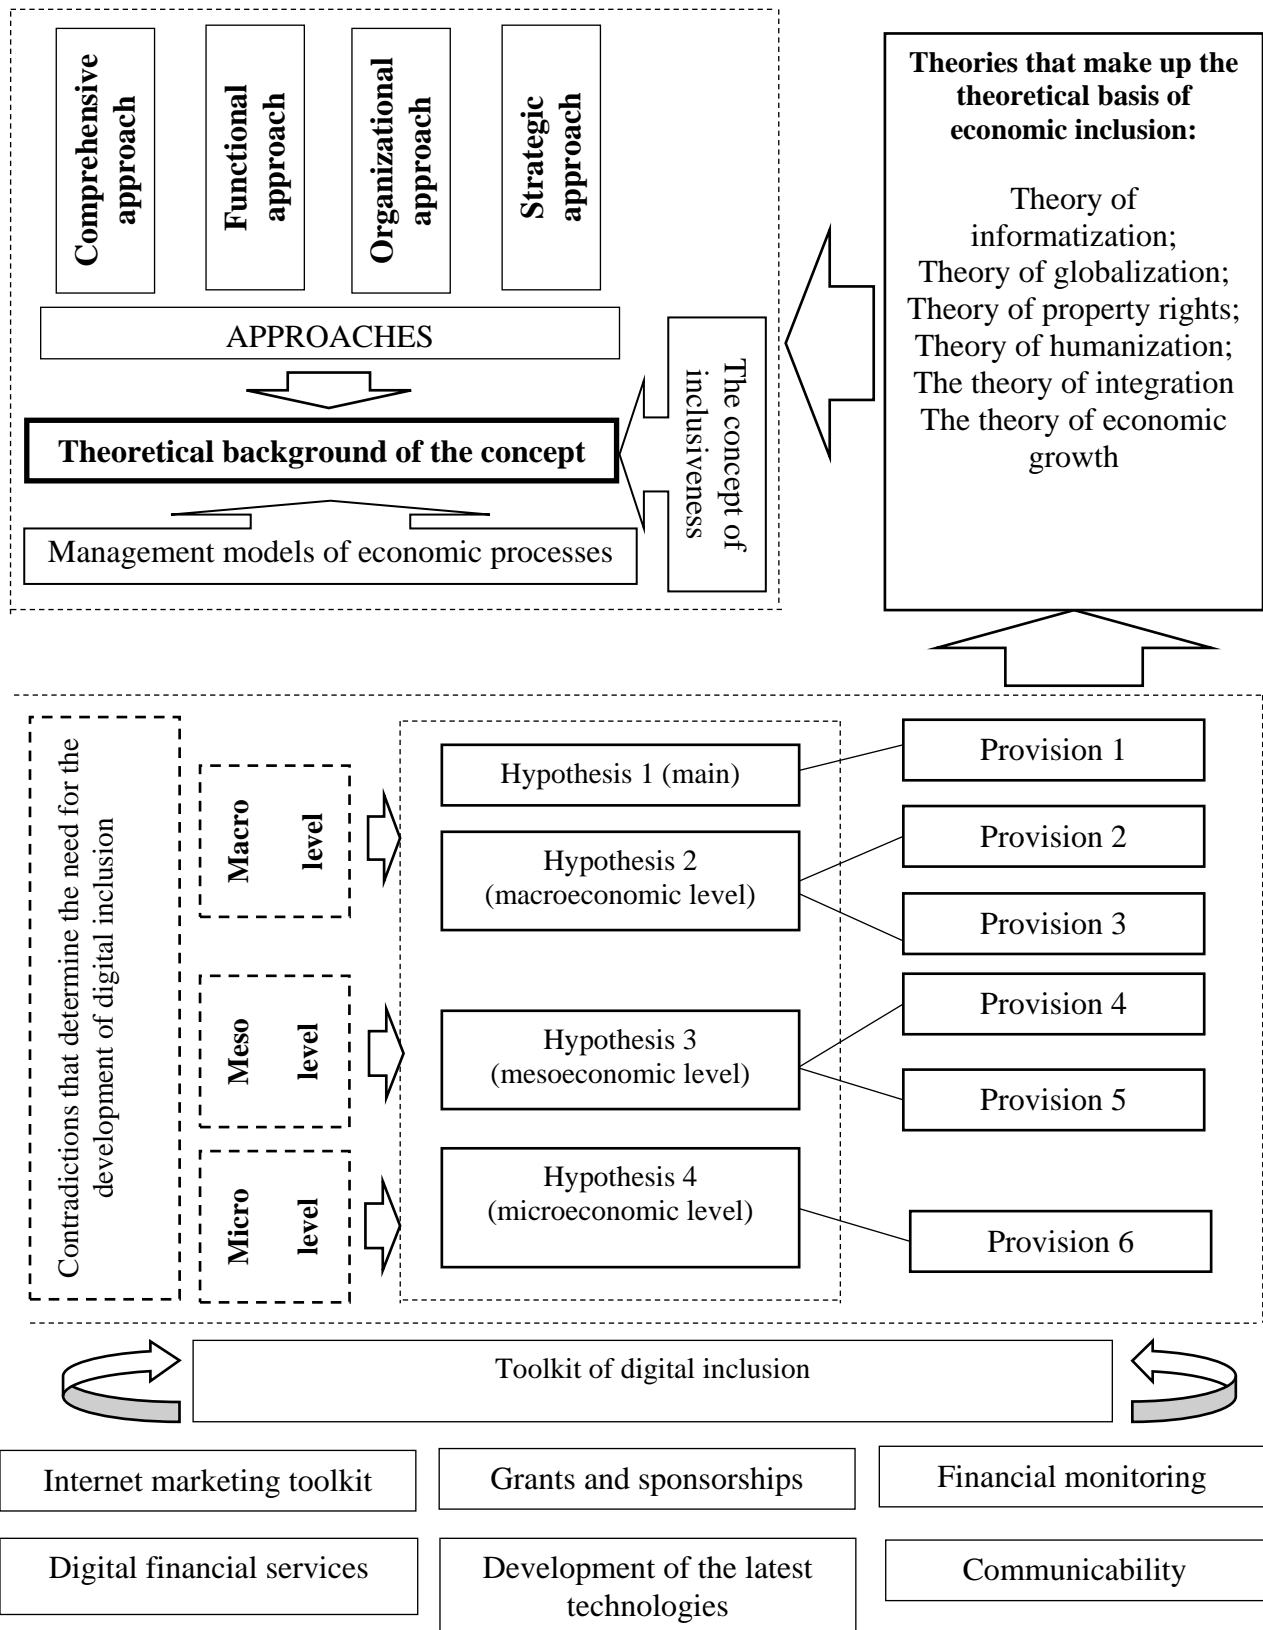 Comprehensive
approach
Functional
approach
Organizational
approach
Strategic
approach
APPROACHES
Theoretical background of the concept
Management models of economic processes
The concept of
inclusiveness
Theories that make up the
theoretical basis of
economic inclusion:
Theory of
informatization;
Theory of globalization;
Theory of property rights;
Theory of humanization;
The theory of integration
The theory of economic
growth
Contradictions that determine the need for the
development of digital inclusion
Macro
level
Meso
level
Micro
level
Hypothesis 1 (main)
Hypothesis 2
(macroeconomic level)
Hypothesis 3
(mesoeconomic level)
Hypothesis 4
(microeconomic level)
Provision 1
Provision 2
Provision 3
Provision 4
Provision 5
Provision 6
Toolkit of digital inclusion
Internet marketing toolkit
Grants and sponsorships
Financial monitoring
Digital financial services
Development of the latest
technologies
Communicability